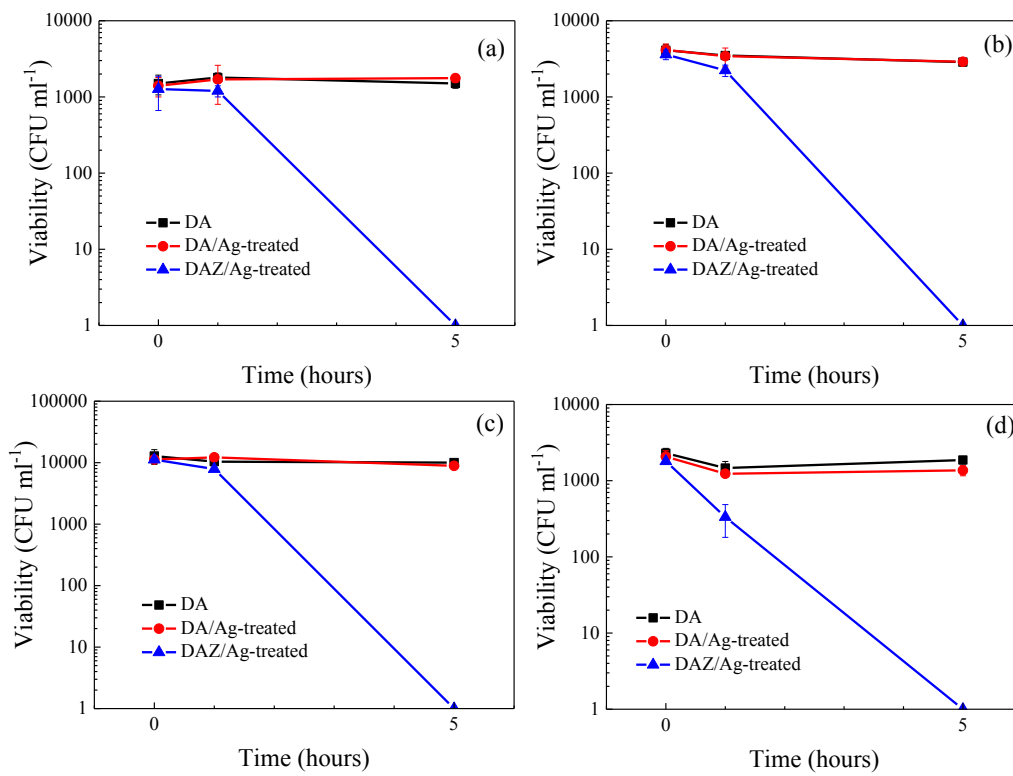 10000
1000
100
10
1
Viability (CFU ml⁻¹)
(a)
DA
DA/Ag-treated
DAZ/Ag-treated
0
5
Time (hours)
10000
1000
100
10
1
Viability (CFU ml⁻¹)
(b)
DA
DA/Ag-treated
DAZ/Ag-treated
0
5
Time (hours)
100000
10000
1000
100
10
1
Viability (CFU ml⁻¹)
(c)
DA
DA/Ag-treated
DAZ/Ag-treated
0
5
Time (hours)
10000
1000
100
10
1
Viability (CFU ml⁻¹)
(d)
DA
DA/Ag-treated
DAZ/Ag-treated
0
5
Time (hours)